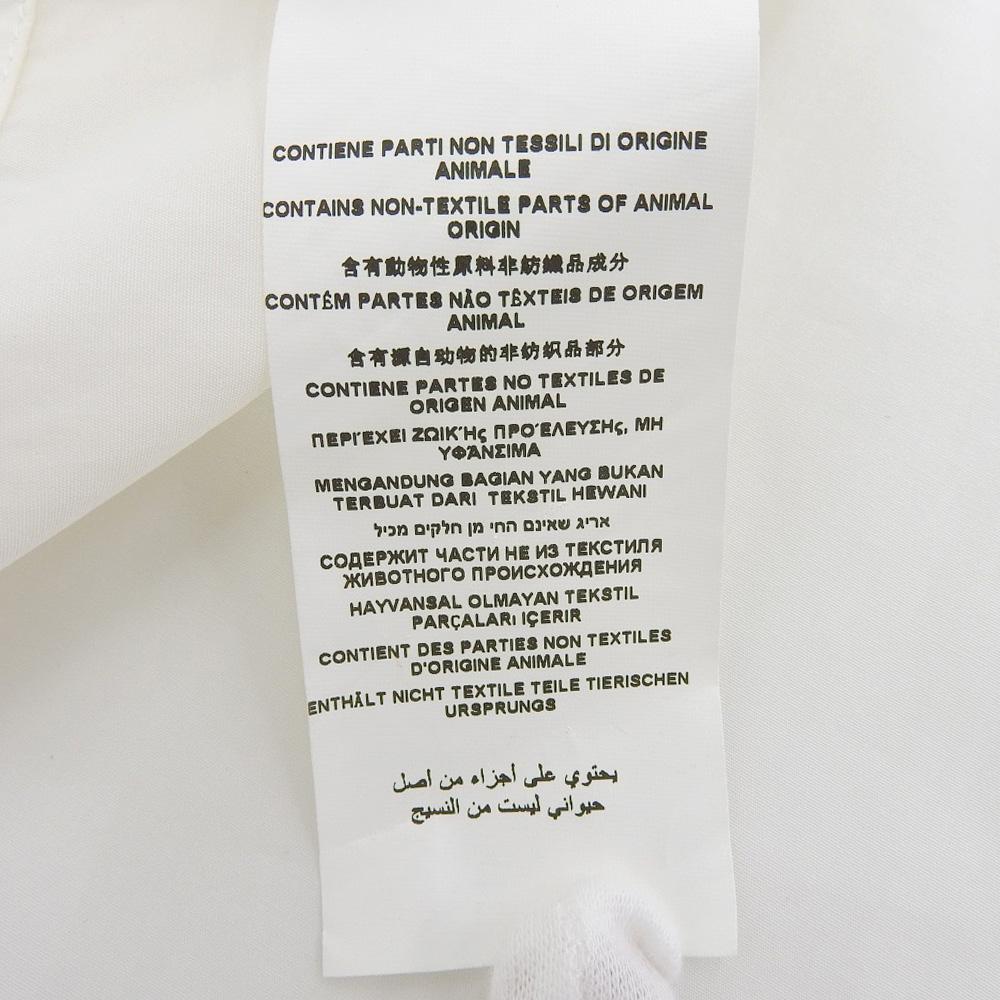 CONTIENE PARTI NON TESSILI DI ORIGINE
ANIMALE
CONTAINS NON-TEXTILE PARTS OF ANIMAL
ORIGIN
含有動物性原料非紡織品成分
CONTÉM PARTES NÃO TÊXTEIS DE ORIGEM
ANIMAL
含有源自动物的非纺织品部分
CONTIENE PARTES NO TEXTILES DE
ORIGEN ANIMAL
ΠΕΡΙΈΧΕΙ ΖΩΙΚΉς ΠΡΟΈΛΕΥΣΗς, ΜΗ
ΥΦΆΝΣΙΜΑ
MENGANDUNG BAGIAN YANG BUKAN
TERBUAT DARI TEKSTIL HEWANI
אריג שאינם החי מן חלקים מכיל
СОДЕРЖИТ ЧАСТИ НЕ ИЗ ТЕКСТИЛЯ
ЖИВОТНОГО ПРОИСХОЖДЕНИЯ
HAYVANSAL OLMAYAN TEKSTIL
PARÇALARı IÇERIR
CONTIENT DES PARTIES NON TEXTILES
D'ORIGINE ANIMALE
ENTHÄLT NICHT TEXTILE TEILE TIERISCHEN
URSPRUNGS
يحتوي على أجزاء من أصل
حيواني ليست من النسيج